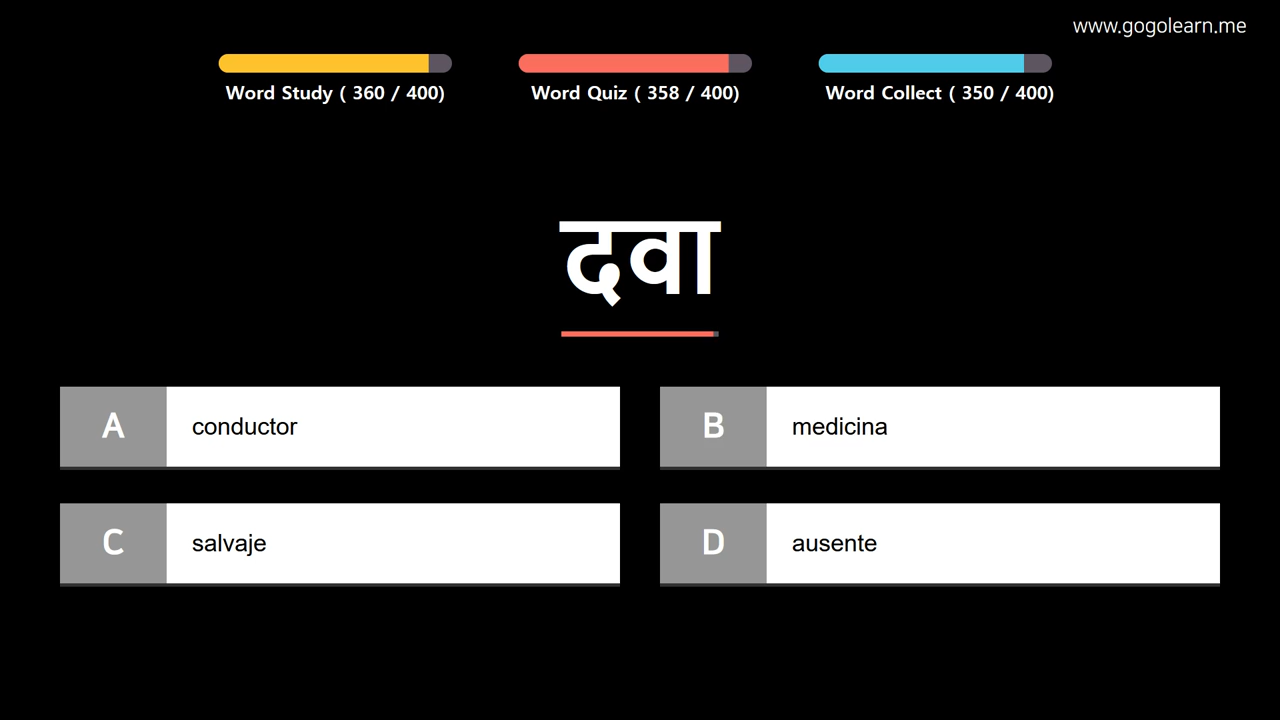 www.gogolearn.me
Word Study ( 360 / 400)
Word Quiz ( 358 / 400)
Word Collect ( 350 / 400)
दवा
A conductor
B medicina
C salvaje
D ausente